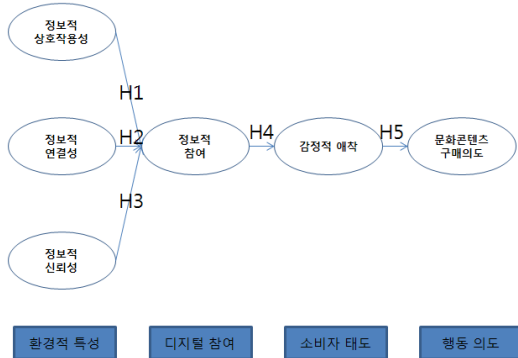 정보적
상호작용성
H1
정보적
연결성
H2
정보적
참여
H4
감정적 애착
H5
문화콘텐츠
구매의도
H3
정보적
신뢰성
환경적 특성
디지털 참여
소비자 태도
행동 의도